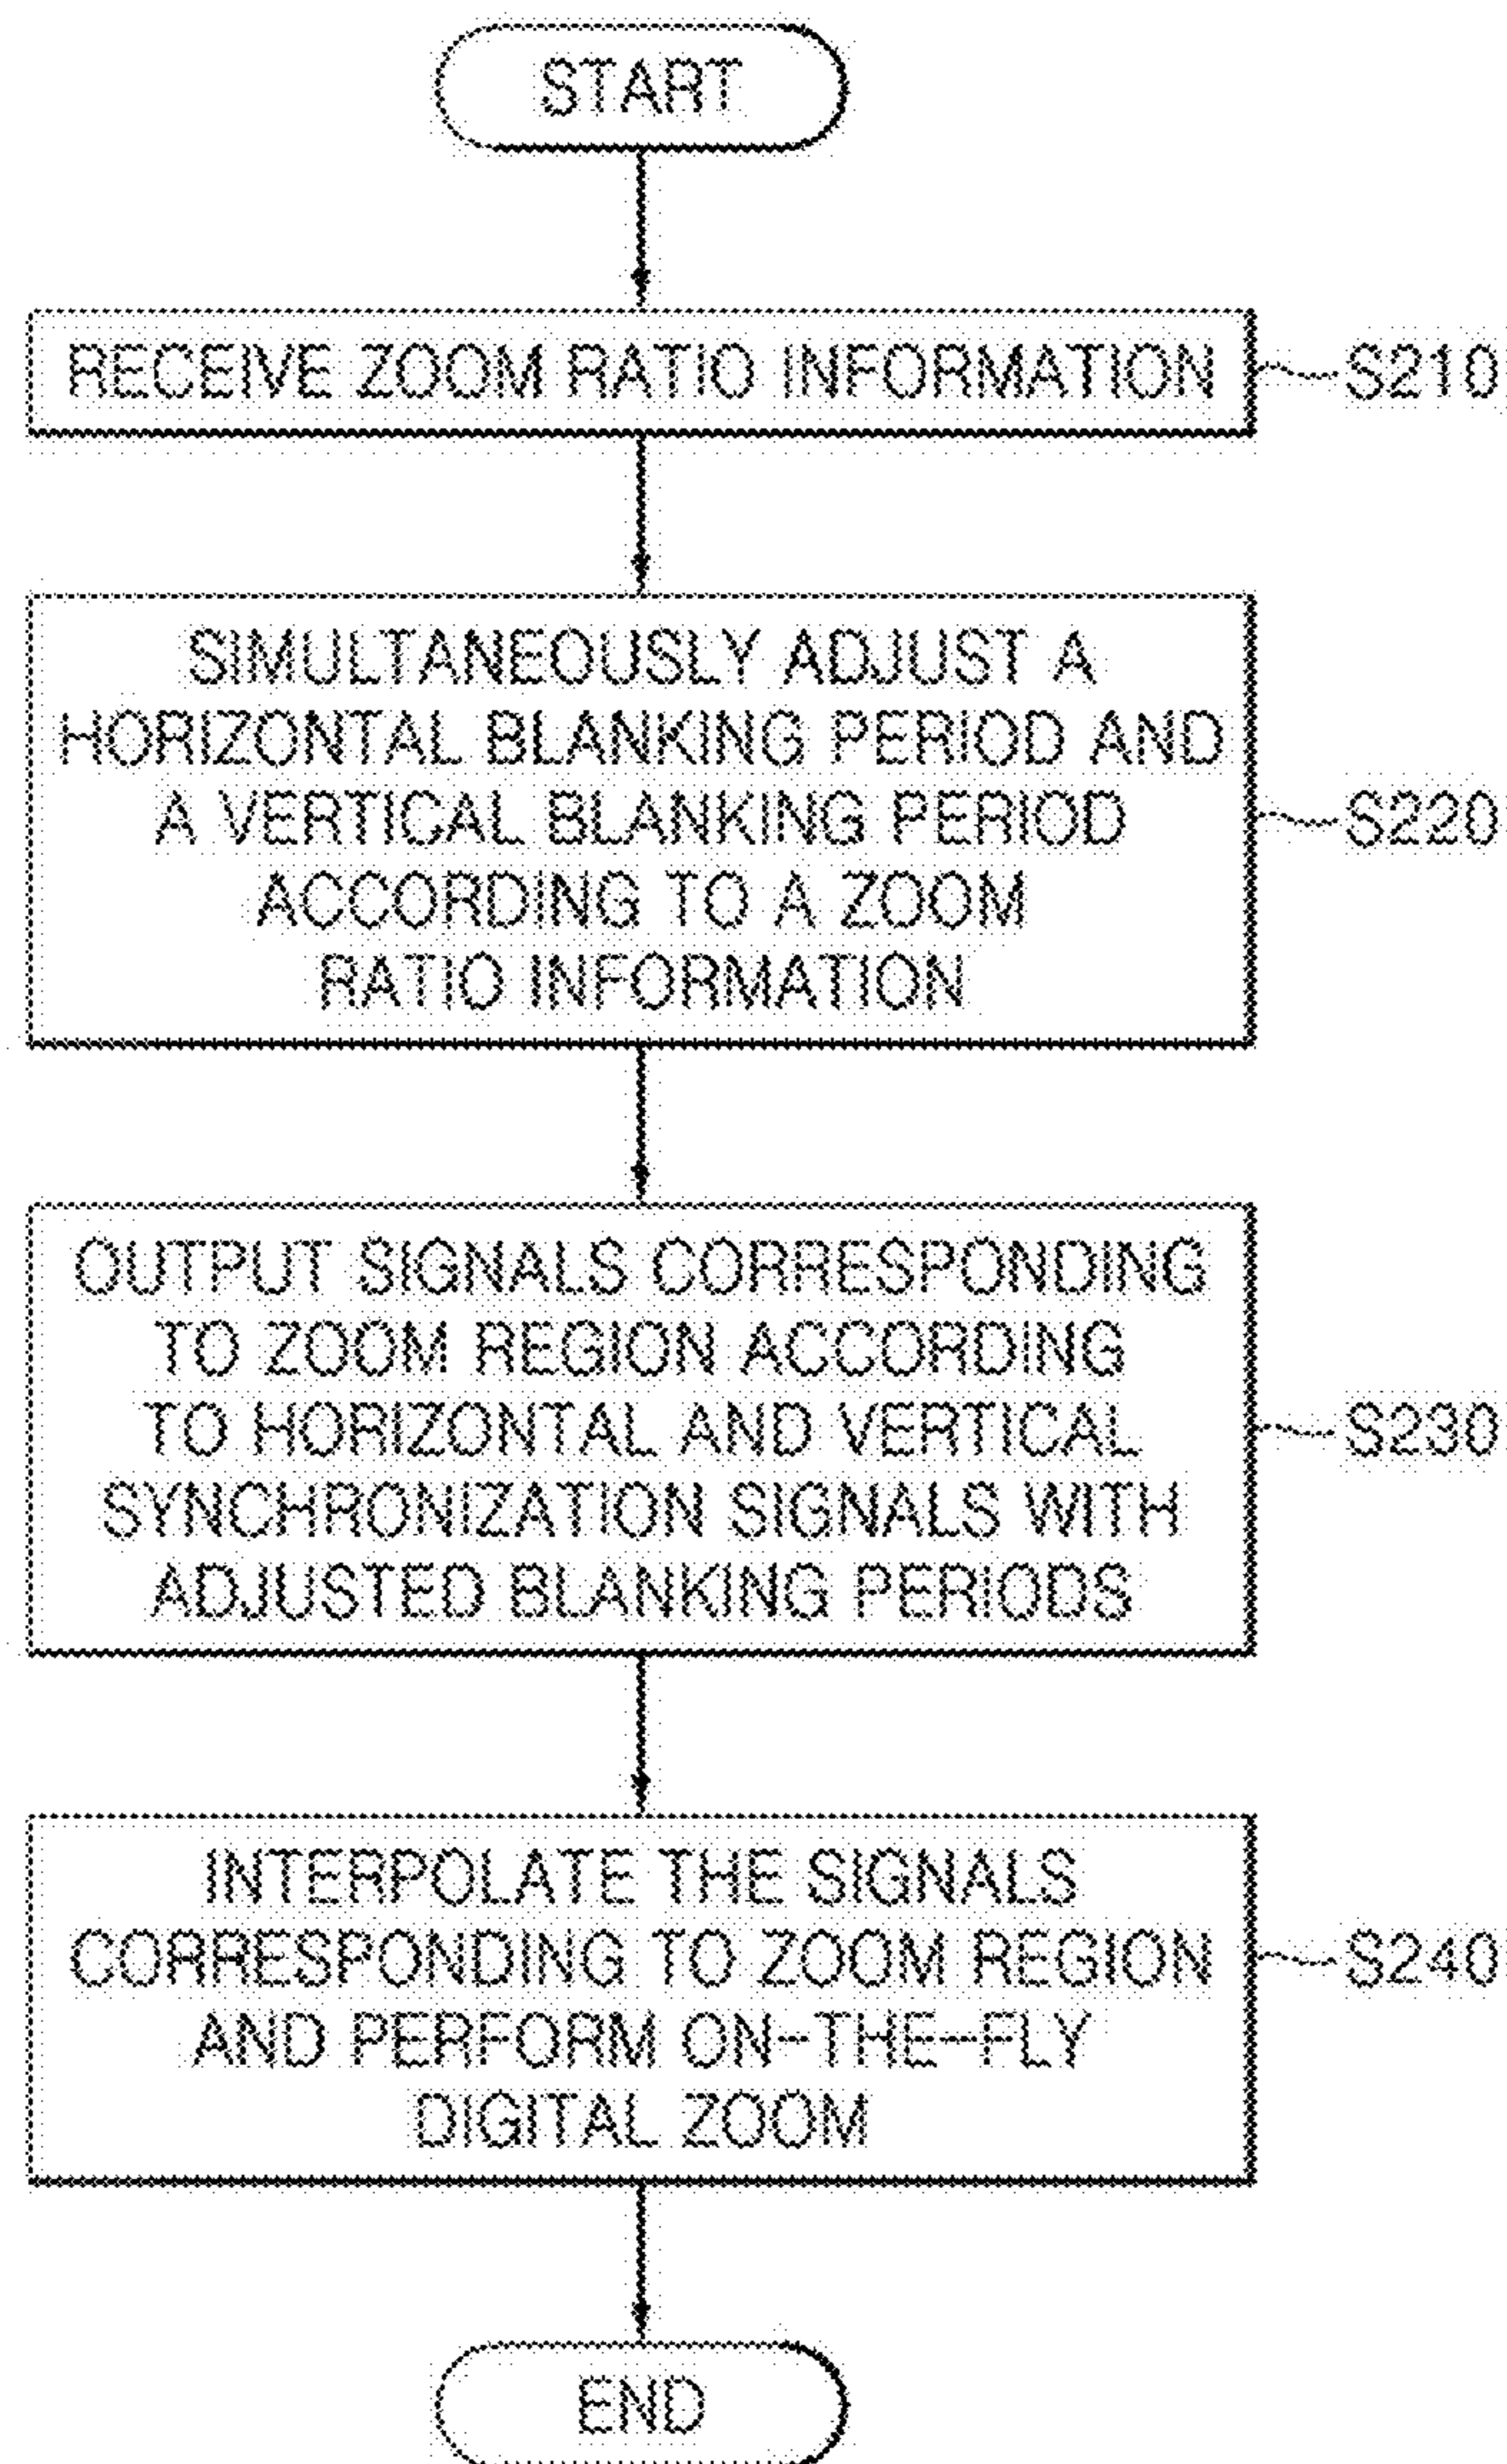 START
RECEIVE ZOOM RATIO INFORMATION
S210
SIMULTANEOUSLY ADJUST A
HORIZONTAL BLANKING PERIOD AND
A VERTICAL BLANKING PERIOD
ACCORDING TO A ZOOM
RATIO INFORMATION
S220
OUTPUT SIGNALS CORRESPONDING
TO ZOOM REGION ACCORDING
TO HORIZONTAL AND VERTICAL
SYNCHRONIZATION SIGNALS WITH
ADJUSTED BLANKING PERIODS
S230
INTERPOLATE THE SIGNALS
CORRESPONDING TO ZOOM REGION
AND PERFORM ON-THE-FLY
DIGITAL ZOOM
S240
END